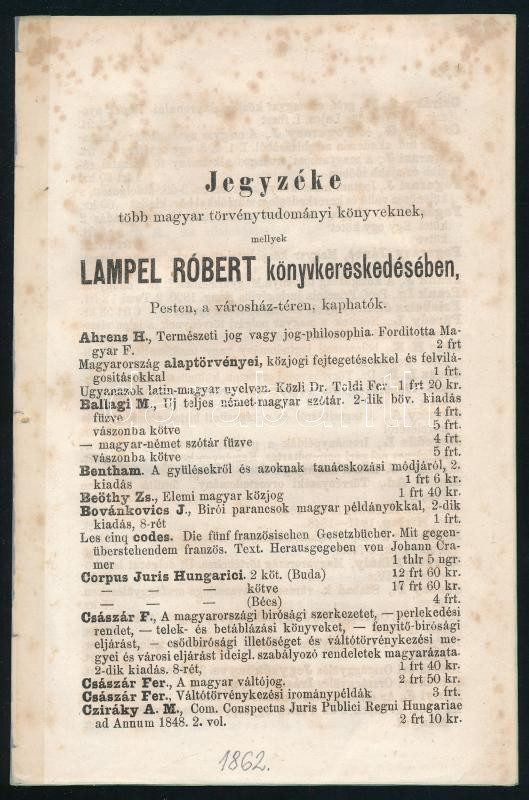 Jegyzéke
több magyar törvénytudományi könyveknek,
mellyek
LAMPEL RÓBERT könyvkereskedésében,
Pesten, a városház-téren, kaphatók.
Ahrens H., Természeti jog vagy jog-philosophia. Forditotta Ma-
gyar F. 2 frt
Magyarország alaptörvényei, közjogi fejtegetésekkel és felvilá-
gositásokkal 1 frt.
Ugyanazok latin-magyar nyelven. Közli Dr. Toldi Fer 1 frt 20 kr.
Ballagi M., Uj teljes német-magyar szótár. 2-dik böv. kiadás
füzve 4 frt.
vászonba kötve 5 frt.
— magyar-német szótár füzve 4 frt.
vászonba kötve 5 frt.
Bentham. A gyülésekről és azoknak tanácskozási módjáról, 2.
kiadás 1 frt 6 kr.
Beöthy Zs., Elemi magyar közjog 1 frt 40 kr.
Bovánkovics J., Birói parancsok magyar példányokkal, 2-dik
kiadás, 8-rét 1 frt.
Les cinq codes. Die fünf französischen Gesetzbücher. Mit gegen-
überstehendem französ. Text. Herausgegeben von Johann Cra-
mer 1 thlr 5 ngr.
Corpus Juris Hungarici. 2 köt. (Buda) 12 frt 60 kr.
— — — kötve 17 frt 60 kr.
— — — (Bécs) 4 frt.
Császár F., A magyarországi birósági szerkezetet, — perlekedési
rendet, — telek- és betáblázási könyveket, — fenyitő-birósági
eljárást, — csődbirósági illetőséget és váltótörvénykezési me-
gyei és városi eljárást ideigl. szabályozó rendeletek magyarázata.
2-dik kiadás. 8-rét, 1 frt 40 kr.
Császár Fer., A magyar váltójog. 2 frt 50 kr.
Császár Fer., Váltótörvénykezési irománypéldák 3 frt.
Cziráky A. M., Com. Conspectus Juris Publici Regni Hungariae
ad Annum 1848. 2. vol. 2 frt 10 kr.
1862.